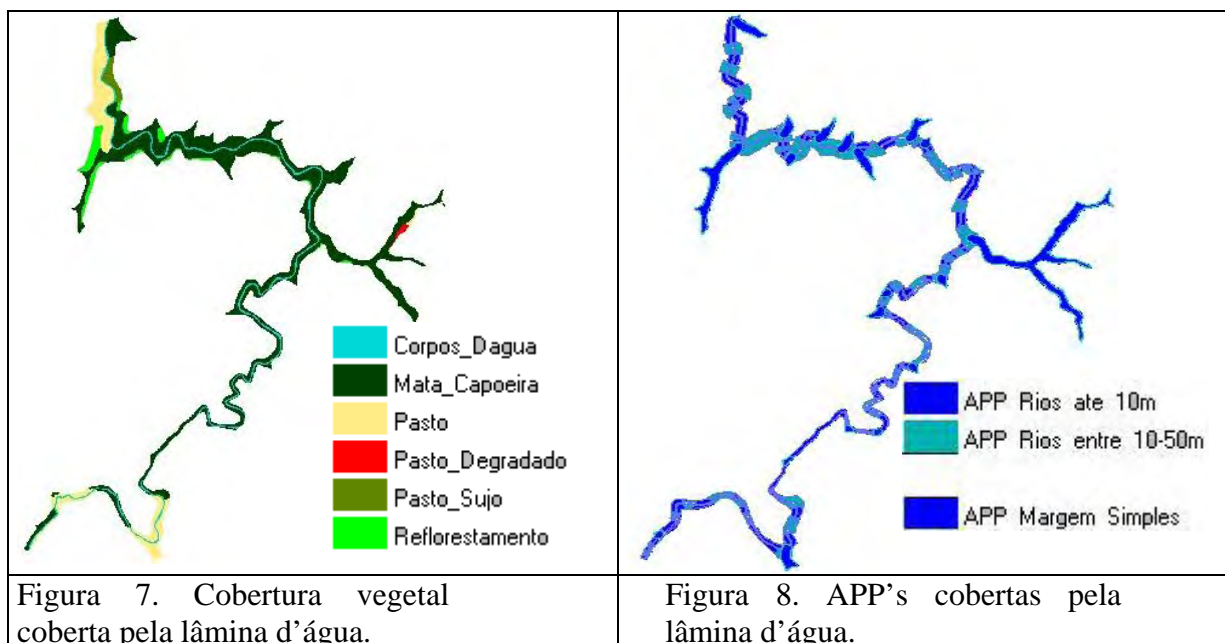 Corpos_Dagua
Mata_Capoeira
Pasto
Pasto_Degradado
Pasto_Sujo
Reflorestamento
APP Rios ate 10m
APP Rios entre 10-50m
APP Margem Simples
Figura 7. Cobertura vegetal
coberta pela lâmina d'água.
Figura 8. APP's cobertas pela
lâmina d'água.